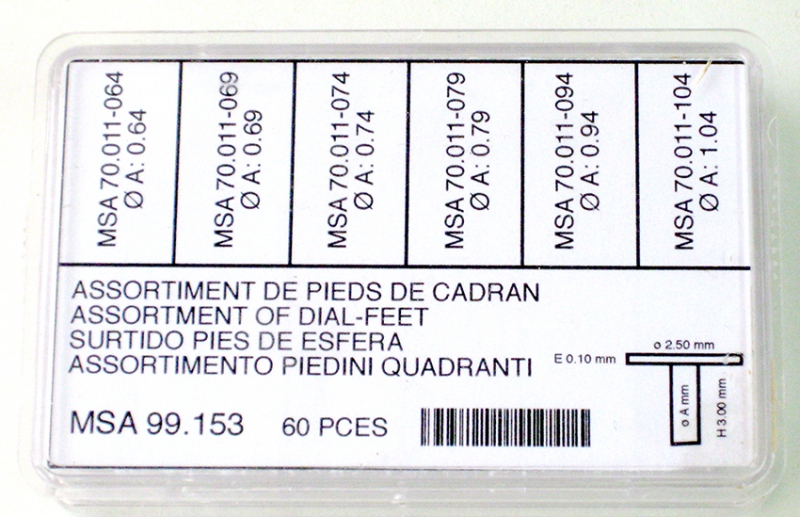 MSA 70.011-064
Ø A: 0.64
MSA 70.011-069
Ø A: 0.69
MSA 70.011-074
Ø A: 0.74
MSA 70.011-079
Ø A: 0.79
MSA 70.011-094
Ø A: 0.94
MSA 70.011-104
Ø A: 1.04
ASSORTIMENT DE PIEDS DE CADRAN
ASSORTMENT OF DIAL-FEET
SURTIDO PIES DE ESFERA
ASSORTIMENTO PIEDINI QUADRANTI
MSA 99.153 60 PCES
ø 2.50 mm
E 0.10 mm
ø A mm
H 3.00 mm